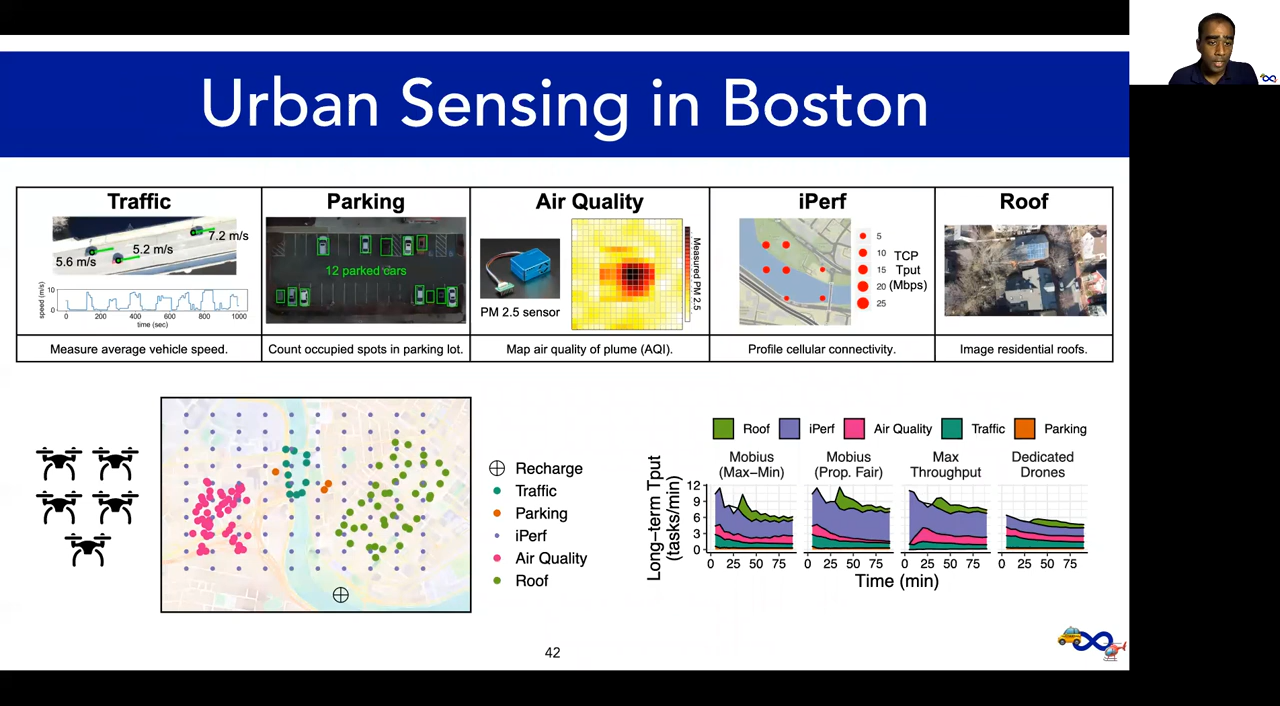 Urban Sensing in Boston
Traffic
Parking
Air Quality
iPerf
Roof
7.2 m/s
5.2 m/s
5.6 m/s
speed (m/s)
10
0
0 200 400 600 800 1000
time (sec)
12 parked cars
PM 2.5 sensor
Measured PM 2.5
5
10
15
20
25
TCP
Tput
(Mbps)
Measure average vehicle speed.
Count occupied spots in parking lot.
Map air quality of plume (AQI).
Profile cellular connectivity.
Image residential roofs.
Recharge
Traffic
Parking
iPerf
Air Quality
Roof
Roof iPerf Air Quality Traffic Parking
Mobius
(Max−Min)
Mobius
(Prop. Fair)
Max
Throughput
Dedicated
Drones
Long−term Tput
(tasks/min)
12
9
6
3
0
0 25 50 75 0 25 50 75 0 25 50 75 0 25 50 75
Time (min)
42